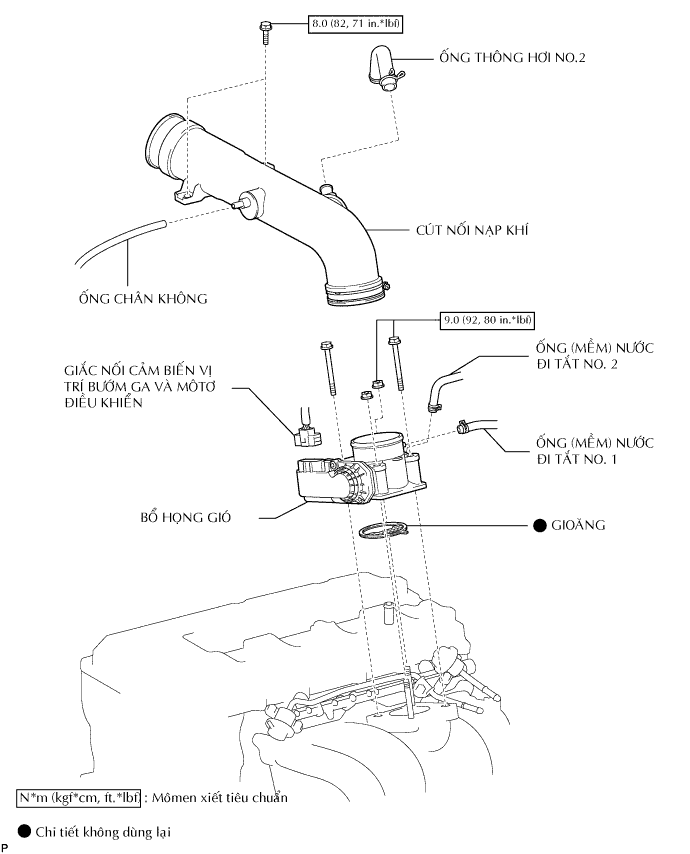 8.0 (82, 71 in.*lbf)
ỐNG THÔNG HƠI NO.2
CÚT NỐI NẠP KHÍ
ỐNG CHÂN KHÔNG
9.0 (92, 80 in.*lbf)
ỐNG (MỀM) NƯỚC
ĐI TẮT NO. 2
GIẮC NỐI CẢM BIẾN VỊ
TRÍ BƯỚM GA VÀ MÔTƠ
ĐIỀU KHIỂN
ỐNG (MỀM) NƯỚC
ĐI TẮT NO. 1
BỔ HỌNG GIÓ
GIOĂNG
N*m (kgf*cm, ft.*lbf) : Mômen xiết tiêu chuẩn
Chi tiết không dùng lại
P